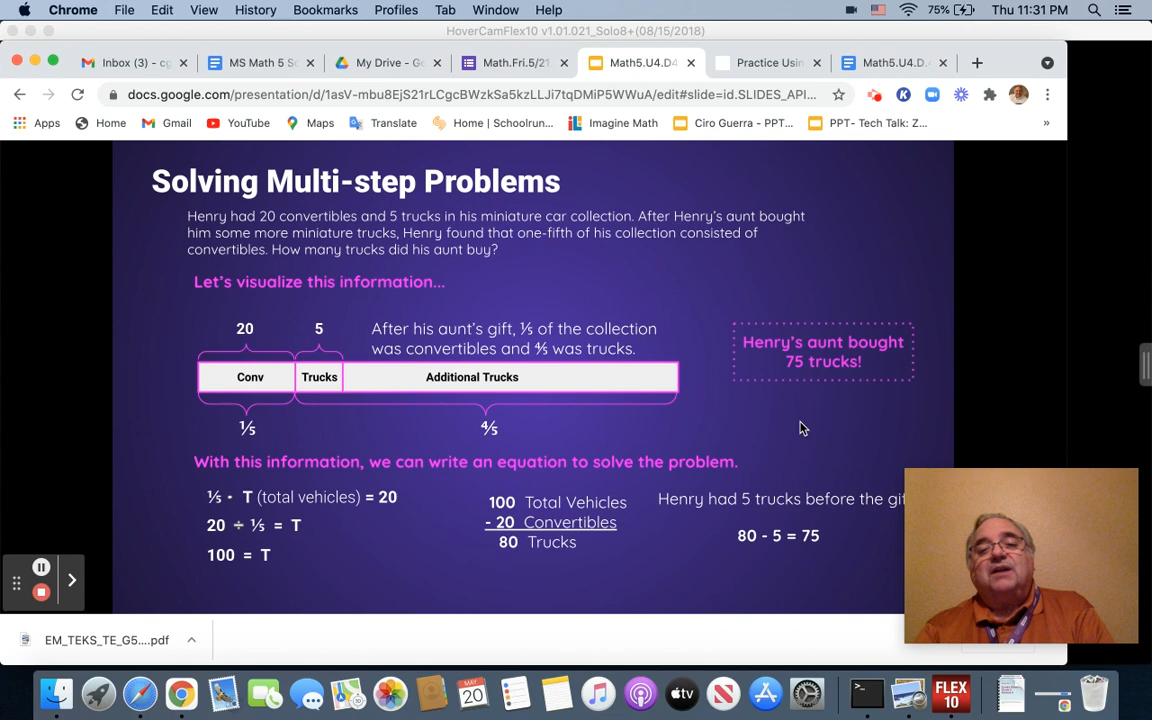 Chrome File Edit View History Bookmarks Profiles Tab Window Help 75% Thu 11:31 PM
HoverCamFlex10 v1.01.021_Solo8+(08/15/2018)
Inbox (3) - cg MS Math 5 Sc My Drive - Go Math.Fri.5/21 Math5.U4.D4 Practice Usin Math5.U4.D.4
docs.google.com/presentation/d/1asV-mbu8EjS21rLCgcBWzkSa5kzLLJi7tqDMiP5WWuA/edit#slide=id.SLIDES_API...
Apps Home Gmail YouTube Maps Translate Home | Schoolrun... Imagine Math Ciro Guerra - PPT... PPT- Tech Talk: Z... »
Solving Multi-step Problems
Henry had 20 convertibles and 5 trucks in his miniature car collection. After Henry's aunt bought
him some more miniature trucks, Henry found that one-fifth of his collection consisted of
convertibles. How many trucks did his aunt buy?
Let's visualize this information...
20 5 After his aunt's gift, ⅕ of the collection
was convertibles and ⅘ was trucks.
Henry's aunt bought
75 trucks!
Conv Trucks Additional Trucks
⅕ ⅘
With this information, we can write an equation to solve the problem.
⅕ · T (total vehicles) = 20
20 ÷ ⅕ = T
100 = T
100 Total Vehicles
- 20 Convertibles
80 Trucks
Henry had 5 trucks before the gif
80 - 5 = 75
EM_TEKS_TE_G5....pdf
MAY
20
tv
FLEX
10